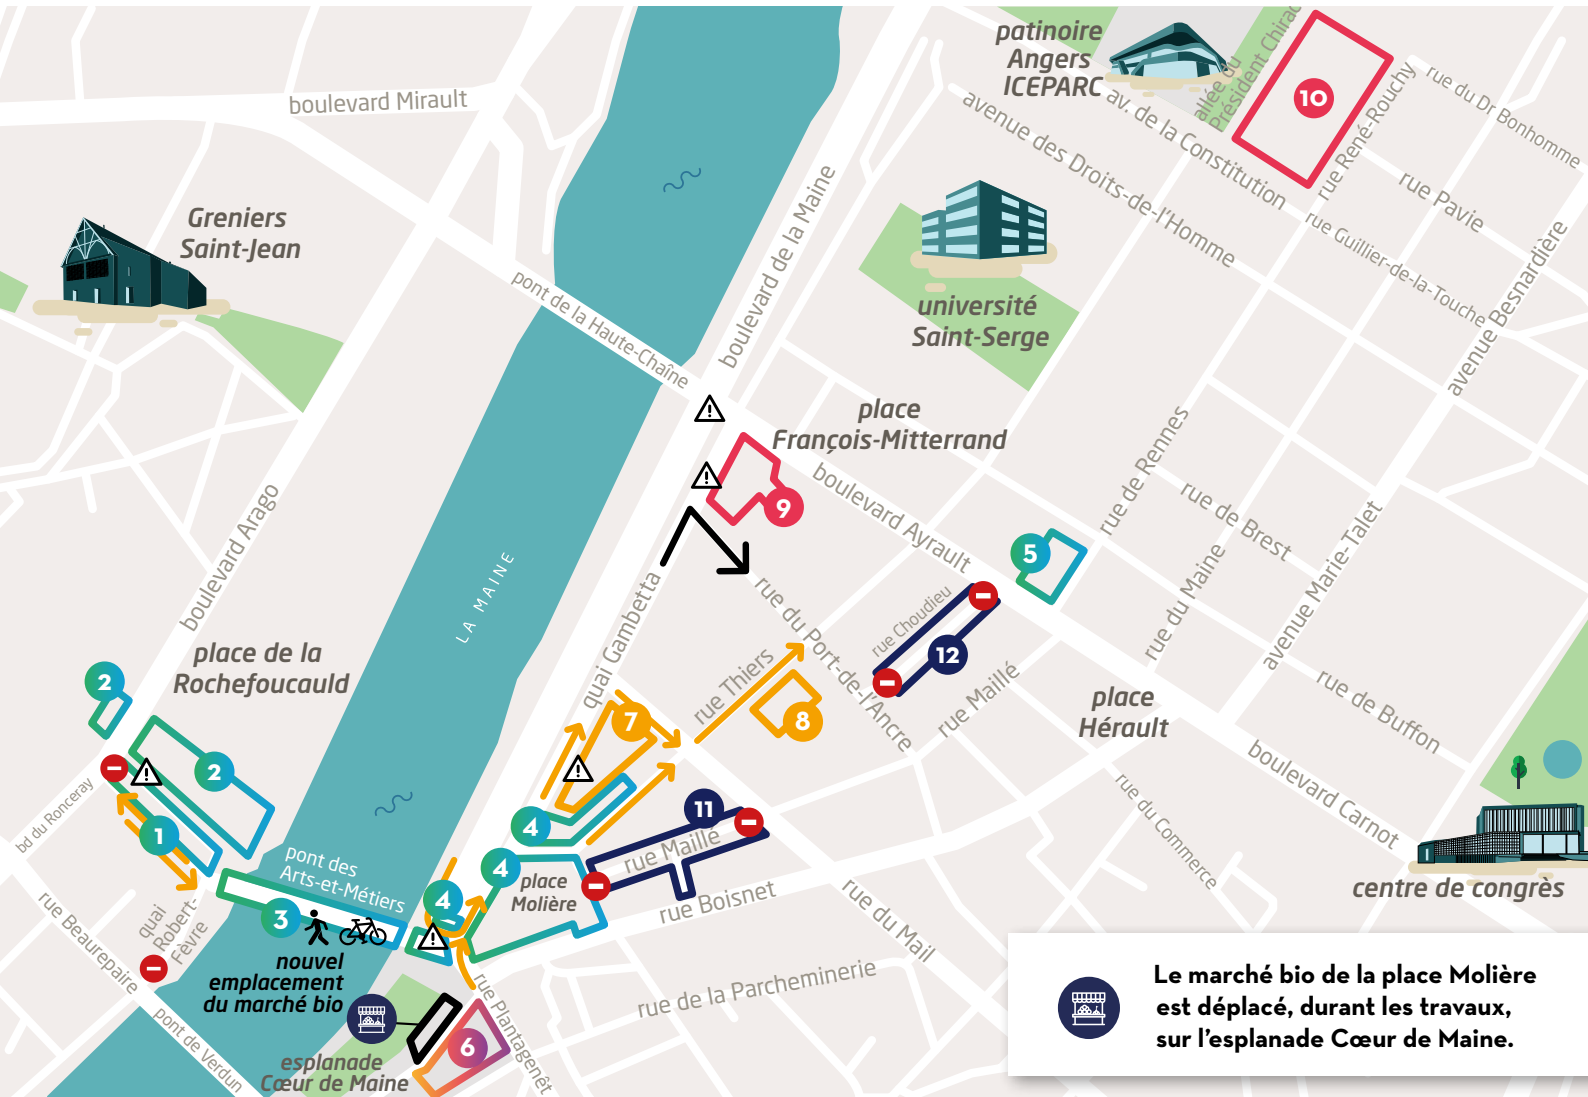 patinoire
Angers
ICEPARC
allée du
Président Chirac
10
rue du Dr Bonhomme
boulevard Mirault
av. de la Constitution
avenue des Droits-de-l'Homme
rue René-Rouchy
rue Pavie
rue Guillier-de-la-Touche
avenue Besnardière
Greniers
Saint-Jean
boulevard de la Maine
pont de la Haute-Chaîne
université
Saint-Serge
place
François-Mitterrand
boulevard Ayrault
9
rue de Rennes
rue de Brest
rue du Maine
avenue Marie-Talet
5
boulevard Arago
LA MAINE
quai Gambetta
rue du Port-de-l'Ancre
rue Choudieu
12
place de la
Rochefoucauld
2
2
1
bd du Ronceray
rue Thiers
7
8
rue Maillé
place
Hérault
rue de Buffon
boulevard Carnot
rue du Commerce
centre de congrès
11
4
rue Maillé
4
place
Molière
rue Boisnet
rue du Mail
pont des
Arts-et-Métiers
4
3
quai
Robert-
Fèvre
rue Beaurepaire
pont de Verdun
nouvel
emplacement
du marché bio
rue Plantagenêt
rue de la Parcheminerie
6
esplanade
Cœur de Maine
Le marché bio de la place Molière
est déplacé, durant les travaux,
sur l'esplanade Cœur de Maine.